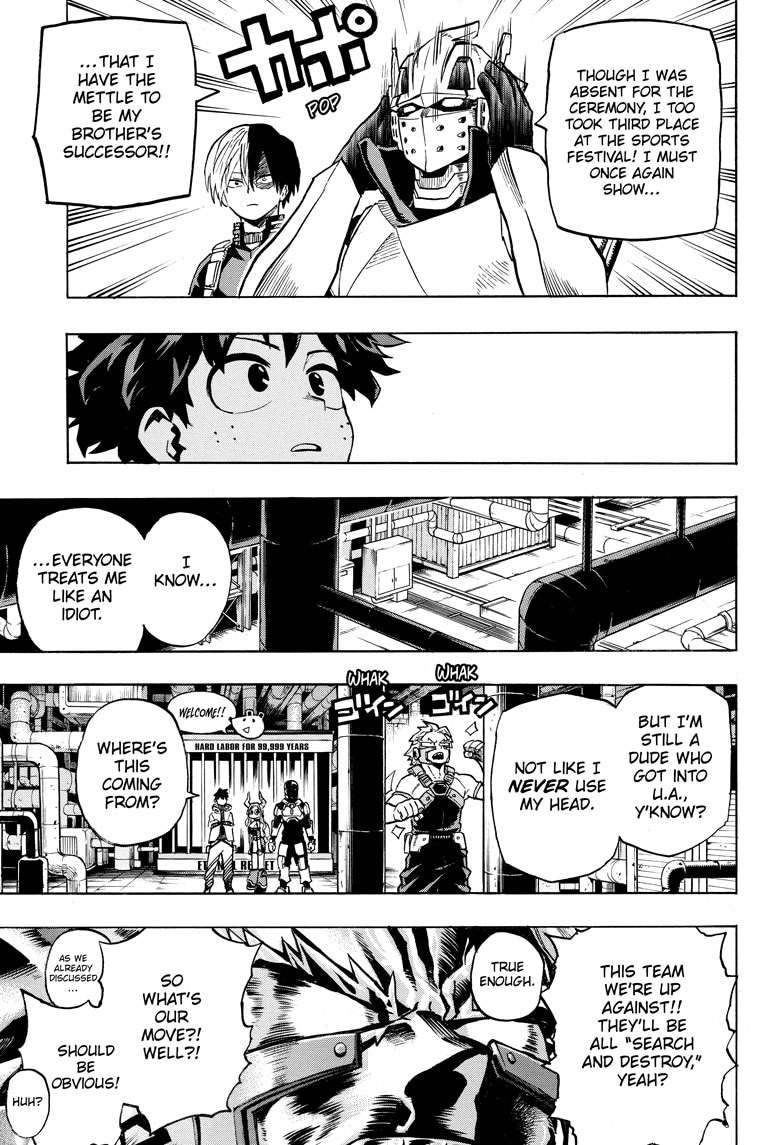 THOUGH I WAS
ABSENT FOR THE
CEREMONY, I TOO
TOOK THIRD PLACE
AT THE SPORTS
FESTIVAL! I MUST
ONCE AGAIN
SHOW...
カポ
POP
...THAT I
HAVE THE
METTLE TO
BE MY
BROTHER'S
SUCCESSOR!!
I
KNOW...
...EVERYONE
TREATS ME
LIKE AN
IDIOT.
BUT I'M
STILL A
DUDE WHO
GOT INTO
U.A.,
Y'KNOW?
NOT LIKE I
NEVER USE
MY HEAD.
WHAK
ゴイン
WHAK
ゴイン
WELCOME!!
HARD LABOR FOR 99,999 YEARS
WHERE'S
THIS
COMING
FROM?
THIS TEAM
WE'RE UP
AGAINST!!
THEY'LL BE
ALL "SEARCH
AND DESTROY,"
YEAH?
TRUE
ENOUGH.
SO
WHAT'S
OUR
MOVE?!
WELL?!
AS WE
ALREADY
DISCUSSED
...
SHOULD
BE
OBVIOUS!
HUH?